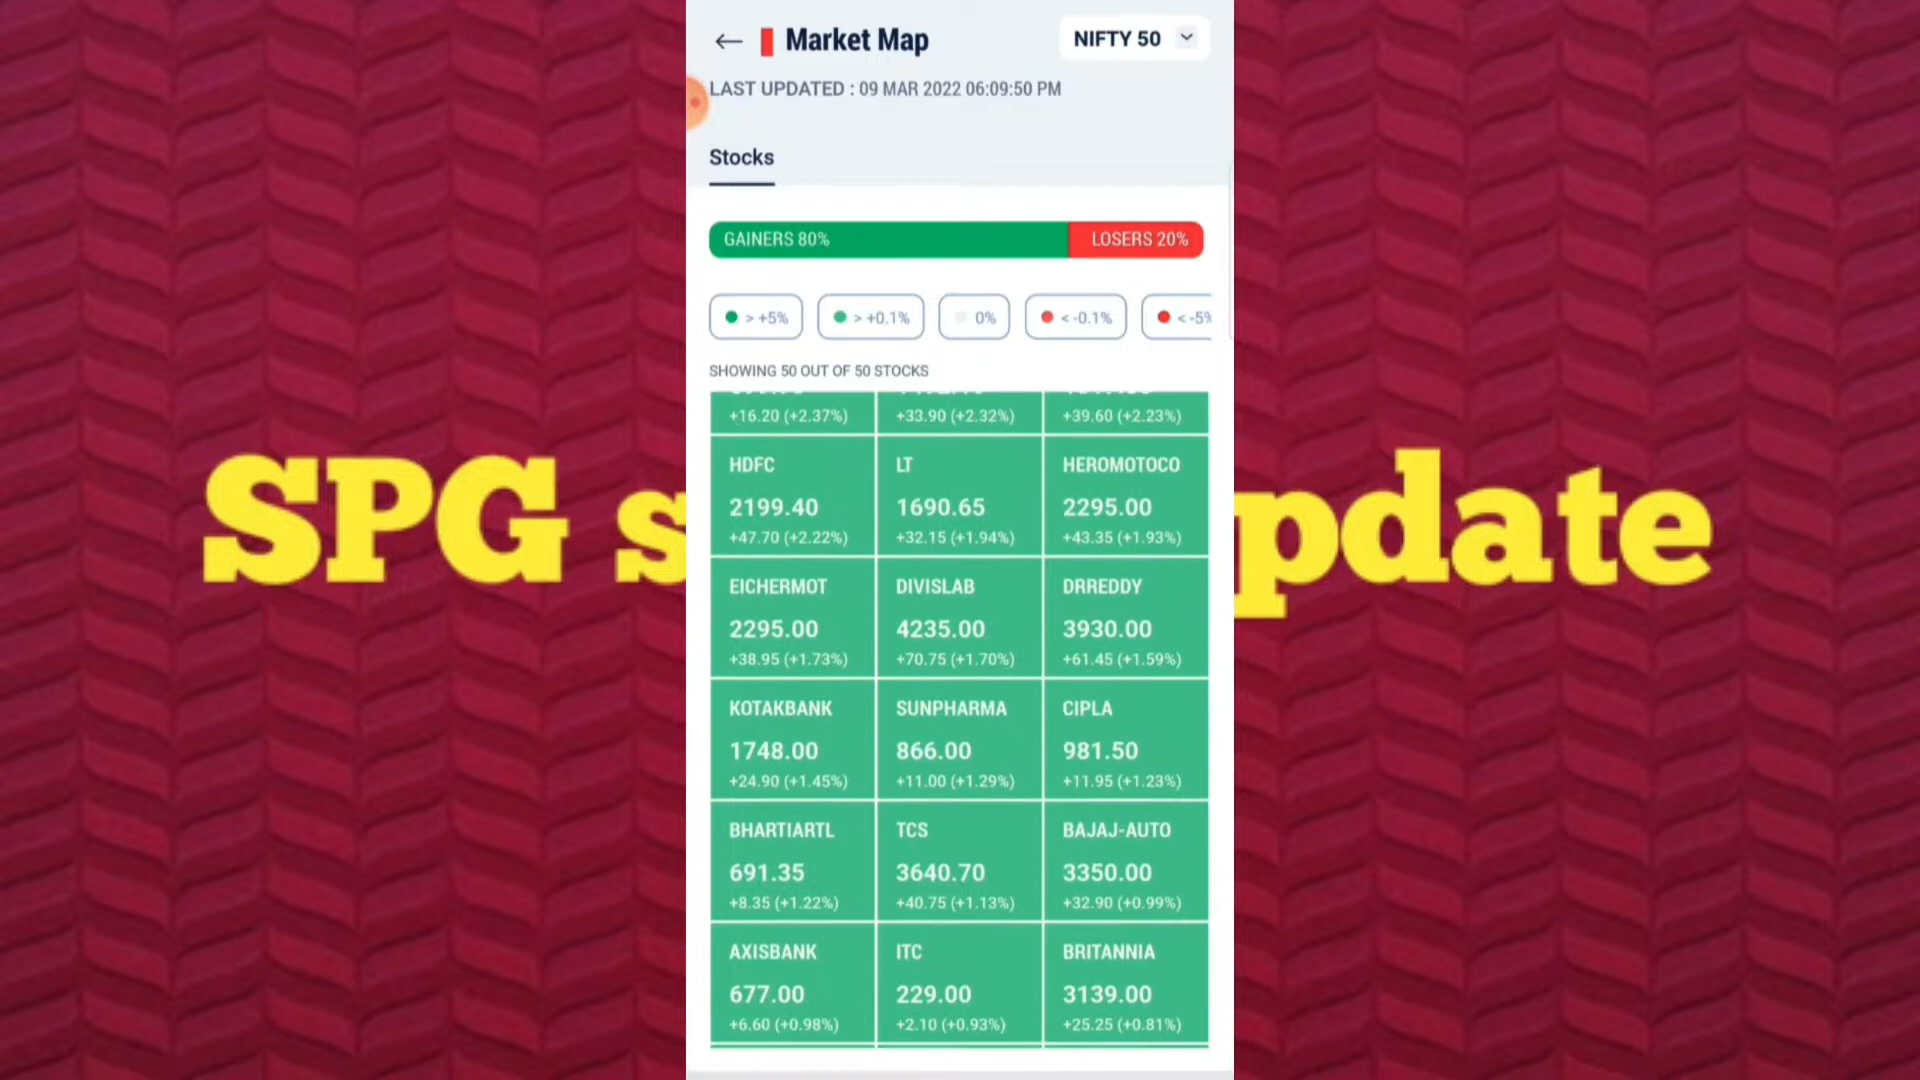 Market Map
NIFTY 50
LAST UPDATED : 09 MAR 2022 06:09:50 PM
Stocks
GAINERS 80%
LOSERS 20%
> +5%
> +0.1%
0%
< -0.1%
< -5%
SHOWING 50 OUT OF 50 STOCKS
+16.20 (+2.37%)
+33.90 (+2.32%)
+39.60 (+2.23%)
HDFC
2199.40
+47.70 (+2.22%)
LT
1690.65
+32.15 (+1.94%)
HEROMOTOCO
2295.00
+43.35 (+1.93%)
EICHERMOT
2295.00
+38.95 (+1.73%)
DIVISLAB
4235.00
+70.75 (+1.70%)
DRREDDY
3930.00
+61.45 (+1.59%)
KOTAKBANK
1748.00
+24.90 (+1.45%)
SUNPHARMA
866.00
+11.00 (+1.29%)
CIPLA
981.50
+11.95 (+1.23%)
BHARTIARTL
691.35
+8.35 (+1.22%)
TCS
3640.70
+40.75 (+1.13%)
BAJAJ-AUTO
3350.00
+32.90 (+0.99%)
AXISBANK
677.00
+6.60 (+0.98%)
ITC
229.00
+2.10 (+0.93%)
BRITANNIA
3139.00
+25.25 (+0.81%)
SPG s
pdate